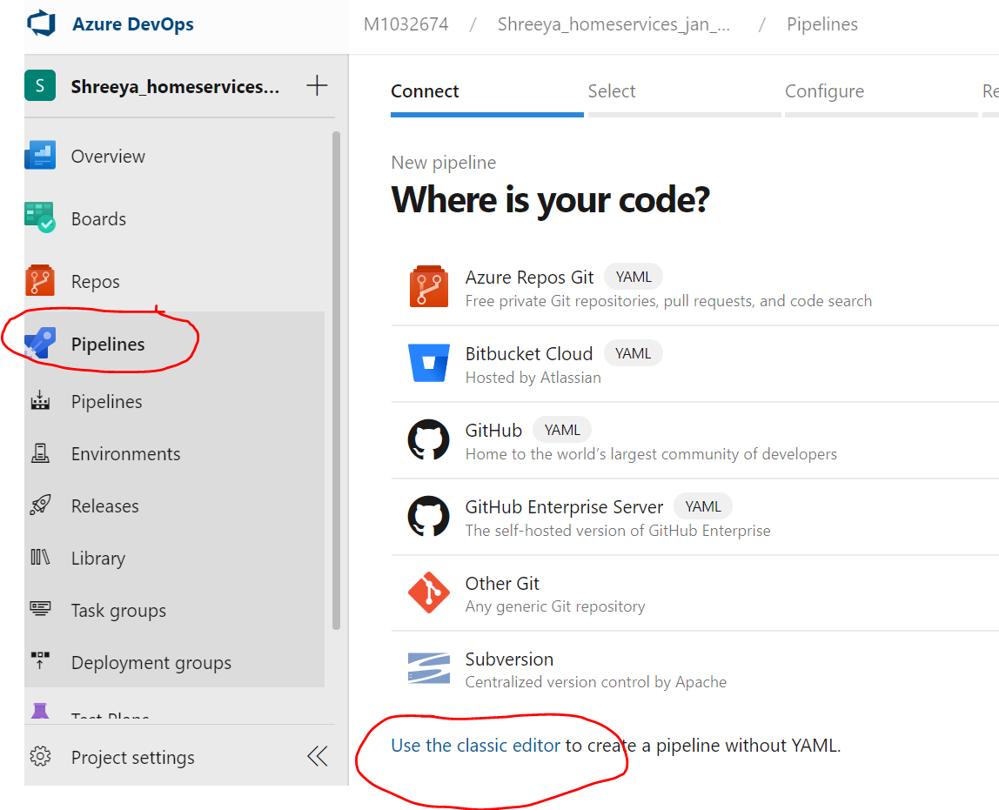 Azure DevOps
M1032674 / Shreeya_homeservices_jan_... / Pipelines
S Shreeya_homeservices... +
Overview
Boards
Repos
Pipelines
Pipelines
Environments
Releases
Library
Task groups
Deployment groups
Test Plans
Project settings
Connect Select Configure Re
New pipeline
Where is your code?
Azure Repos Git YAML
Free private Git repositories, pull requests, and code search
Bitbucket Cloud YAML
Hosted by Atlassian
GitHub YAML
Home to the world's largest community of developers
GitHub Enterprise Server YAML
The self-hosted version of GitHub Enterprise
Other Git
Any generic Git repository
Subversion
Centralized version control by Apache
Use the classic editor to create a pipeline without YAML.